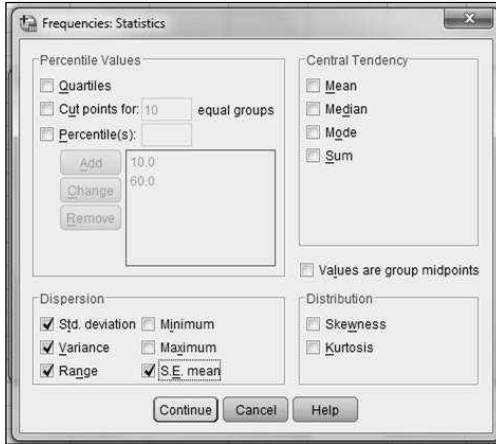 Frequencies: Statistics
Percentile Values
Quartiles
Cut points for: 10 equal groups
Percentile(s):
Add
Change
Remove
10.0
60.0
Central Tendency
Mean
Median
Mode
Sum
Values are group midpoints
Dispersion
Std. deviation
Minimum
Variance
Maximum
Range
S.E. mean
Distribution
Skewness
Kurtosis
Continue
Cancel
Help